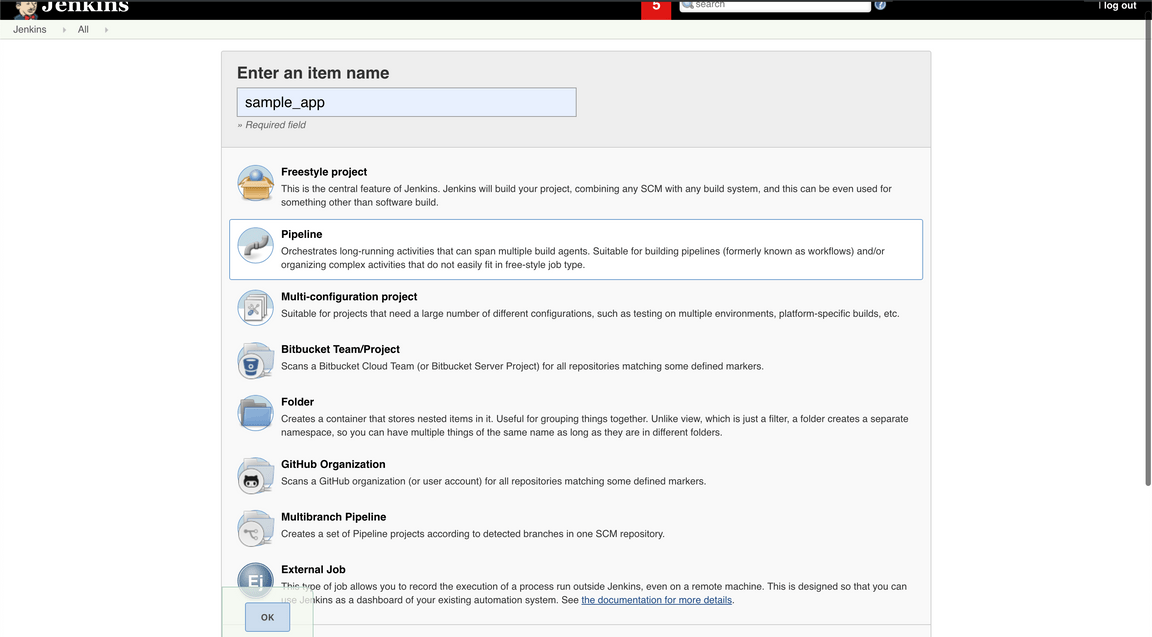 Jenkins
5
search
log out
Jenkins
All
Enter an item name
sample_app
» Required field
Freestyle project
This is the central feature of Jenkins. Jenkins will build your project, combining any SCM with any build system, and this can be even used for
something other than software build.
Pipeline
Orchestrates long-running activities that can span multiple build agents. Suitable for building pipelines (formerly known as workflows) and/or
organizing complex activities that do not easily fit in free-style job type.
Multi-configuration project
Suitable for projects that need a large number of different configurations, such as testing on multiple environments, platform-specific builds, etc.
Bitbucket Team/Project
Scans a Bitbucket Cloud Team (or Bitbucket Server Project) for all repositories matching some defined markers.
Folder
Creates a container that stores nested items in it. Useful for grouping things together. Unlike view, which is just a filter, a folder creates a separate
namespace, so you can have multiple things of the same name as long as they are in different folders.
GitHub Organization
Scans a GitHub organization (or user account) for all repositories matching some defined markers.
Multibranch Pipeline
Creates a set of Pipeline projects according to detected branches in one SCM repository.
External Job
Ej
This type of job allows you to record the execution of a process run outside Jenkins, even on a remote machine. This is designed so that you can
use Jenkins as a dashboard of your existing automation system. See the documentation for more details.
OK